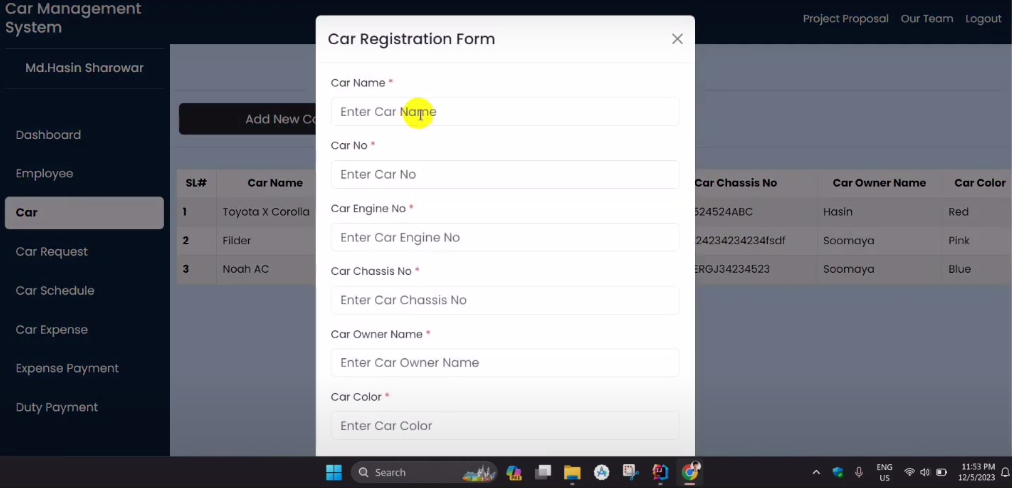 Car Management
System
Project Proposal Our Team Logout
Md.Hasin Sharowar
Dashboard
Employee
Car
Car Request
Car Schedule
Car Expense
Expense Payment
Duty Payment
Add New
SL# Car Name Car Chassis No Car Owner Name Car Color
1 Toyota X Corolla 524524ABC Hasin Red
2 Filder 24234234234fsdf Soomaya Pink
3 Noah AC ERGJ34234523 Soomaya Blue
Car Registration Form
Car Name *
Enter Car Name
Car No *
Enter Car No
Car Engine No *
Enter Car Engine No
Car Chassis No *
Enter Car Chassis No
Car Owner Name *
Enter Car Owner Name
Car Color *
Enter Car Color
Search
ENG
US
11:53 PM
12/5/2023